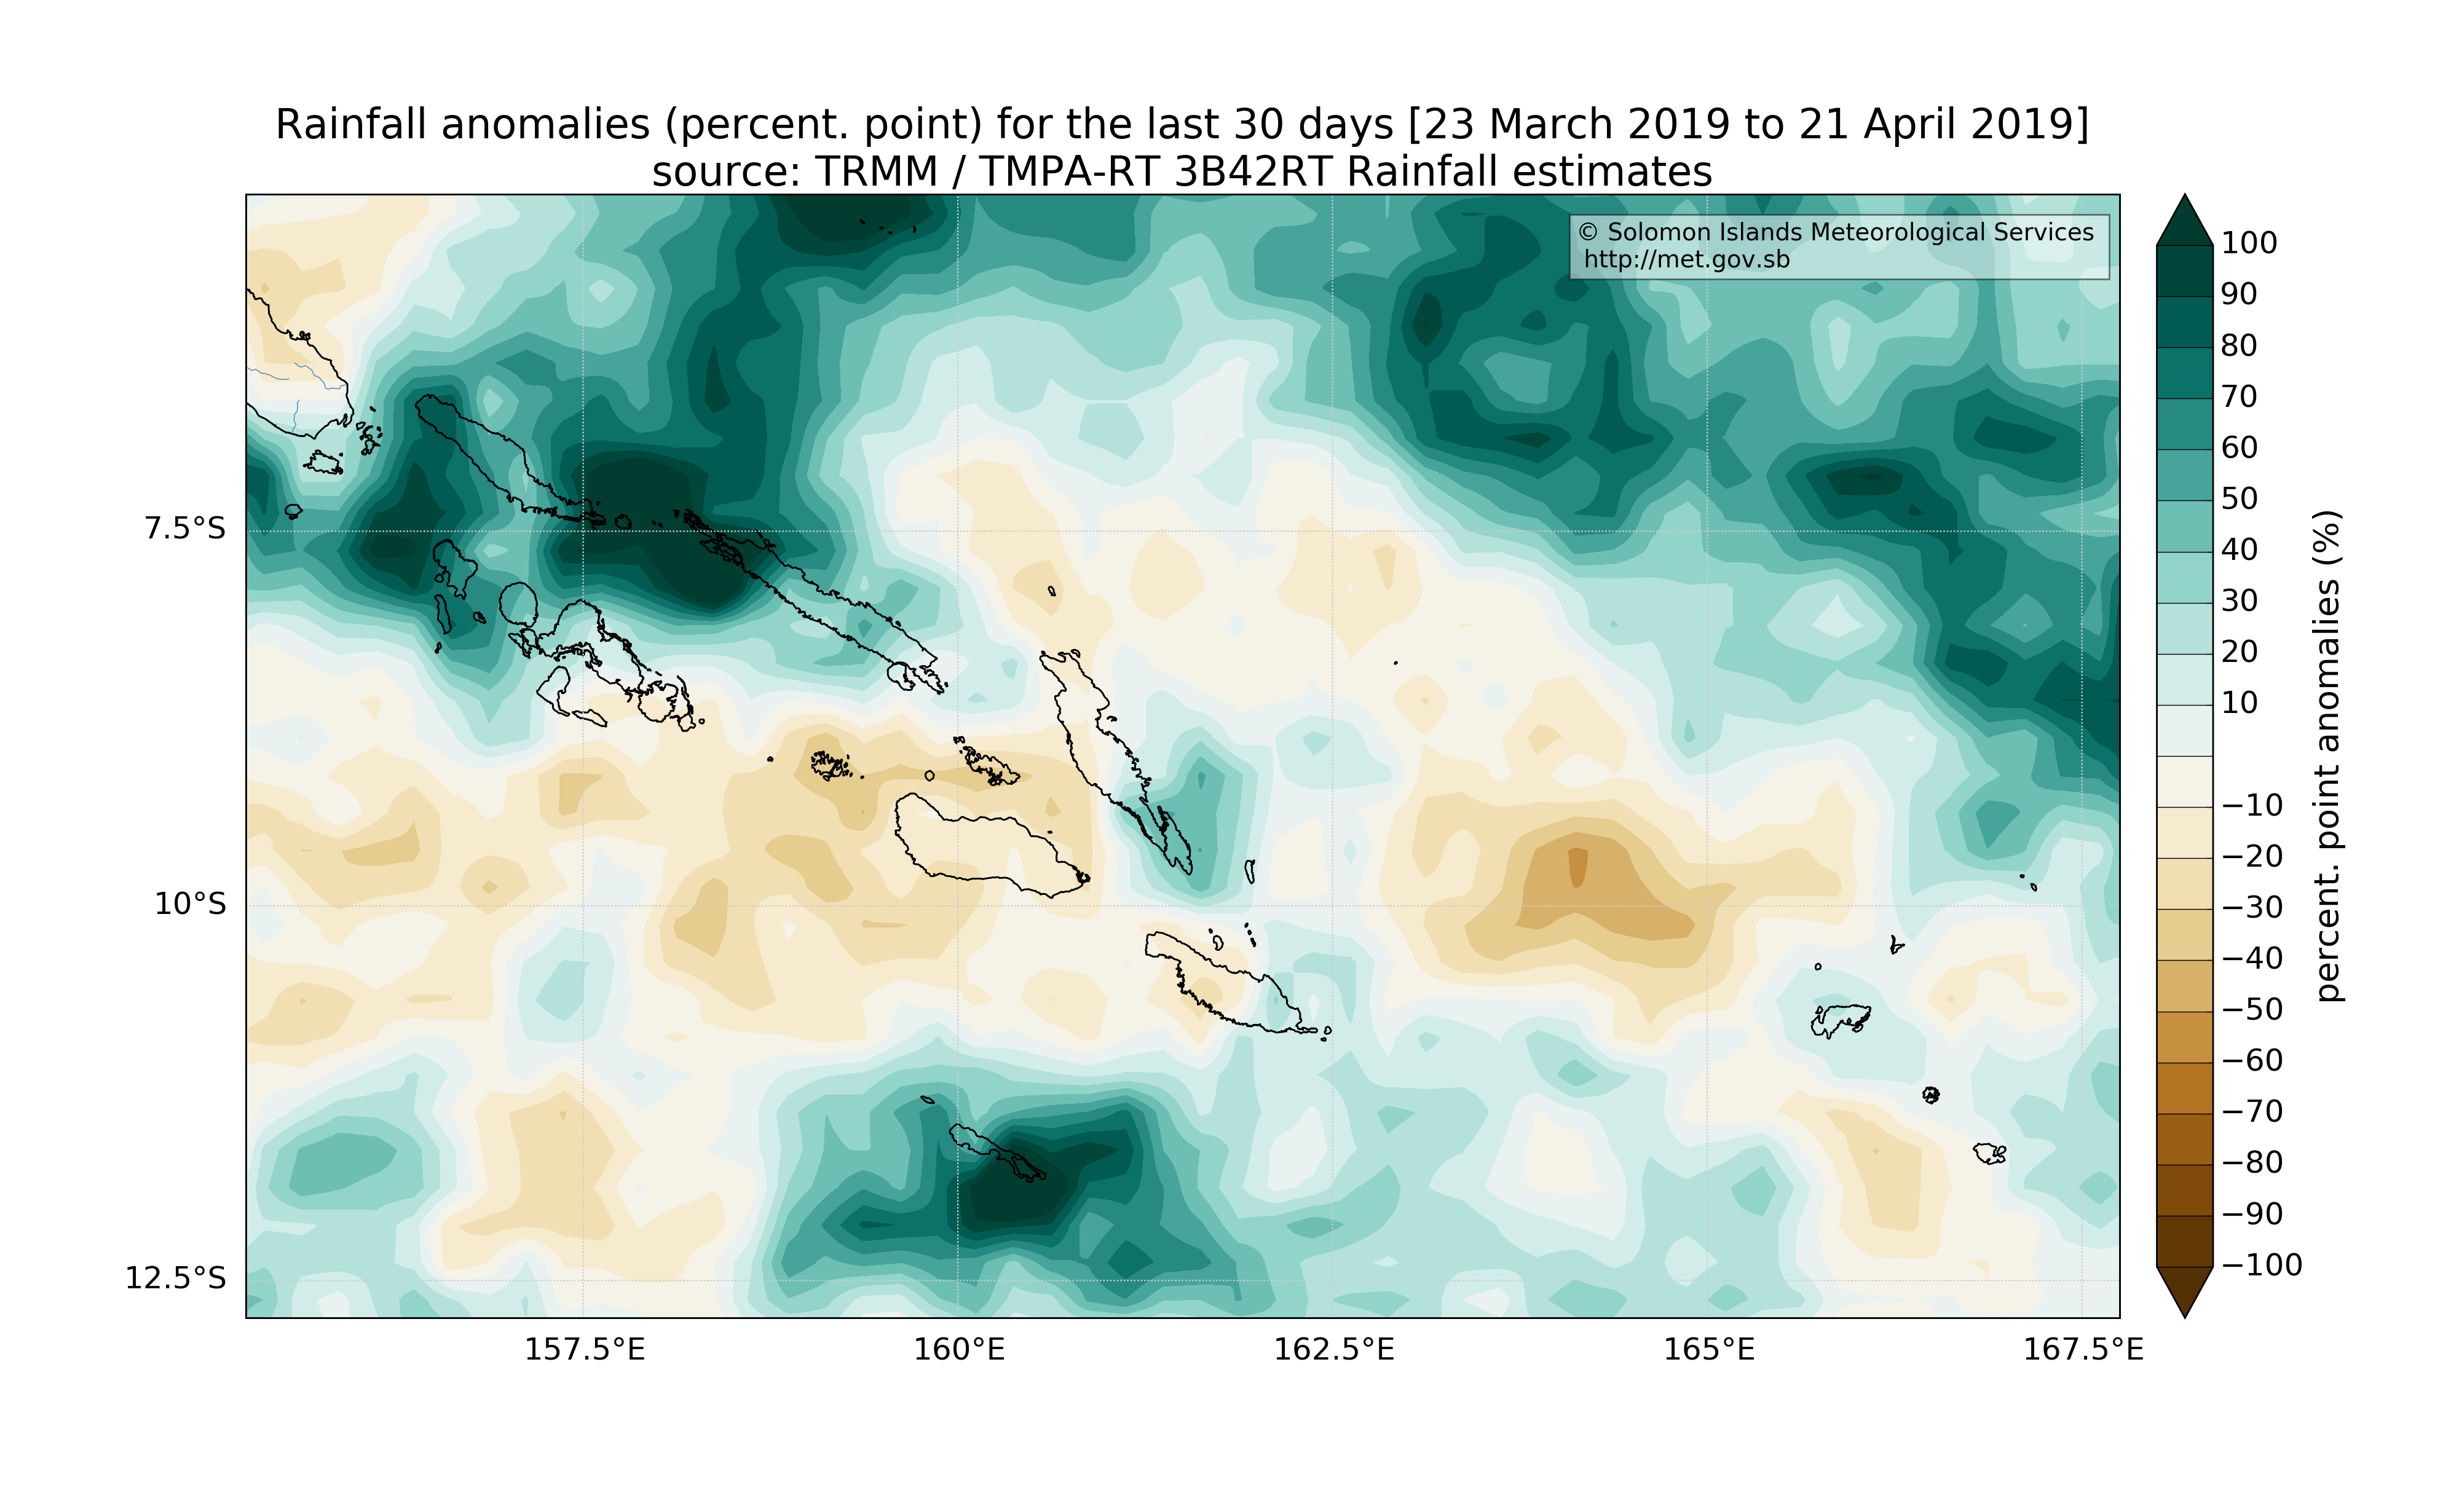 Rainfall anomalies (percent. point) for the last 30 days [23 March 2019 to 21 April 2019]
source: TRMM / TMPA-RT 3B42RT Rainfall estimates
© Solomon Islands Meteorological Services
http://met.gov.sb
7.5°S
10°S
12.5°S
157.5°E
160°E
162.5°E
165°E
167.5°E
100
90
80
70
60
50
40
30
20
10
−10
−20
−30
−40
−50
−60
−70
−80
−90
−100
percent. point anomalies (%)